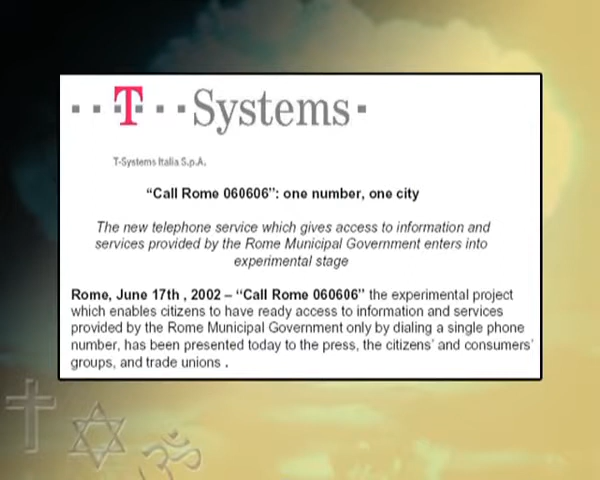 T Systems
T-Systems Italia S.p.A.
“Call Rome 060606”: one number, one city
The new telephone service which gives access to information and
services provided by the Rome Municipal Government enters into
experimental stage
Rome, June 17th , 2002 – “Call Rome 060606” the experimental project
which enables citizens to have ready access to information and services
provided by the Rome Municipal Government only by dialing a single phone
number, has been presented today to the press, the citizens’ and consumers’
groups, and trade unions .
ॐ